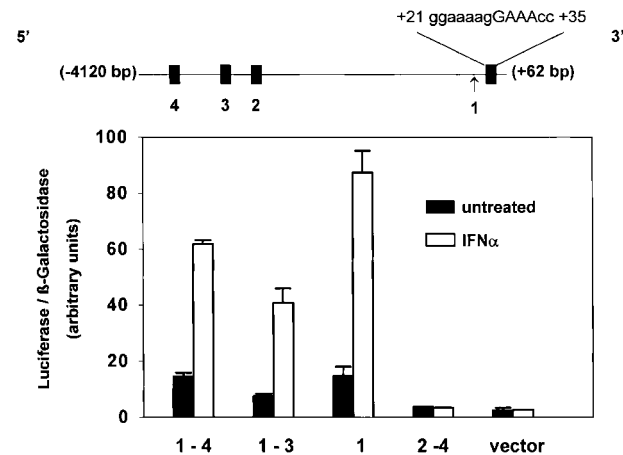 +21 ggaaaagGAAAcc +35
5' 3'
(-4120 bp) (+62 bp)
4 3 2 1
Luciferase / ß-Galactosidase
(arbitrary units)
100
80
60
40
20
0
untreated
IFNα
1 - 4 1 - 3 1 2 -4 vector